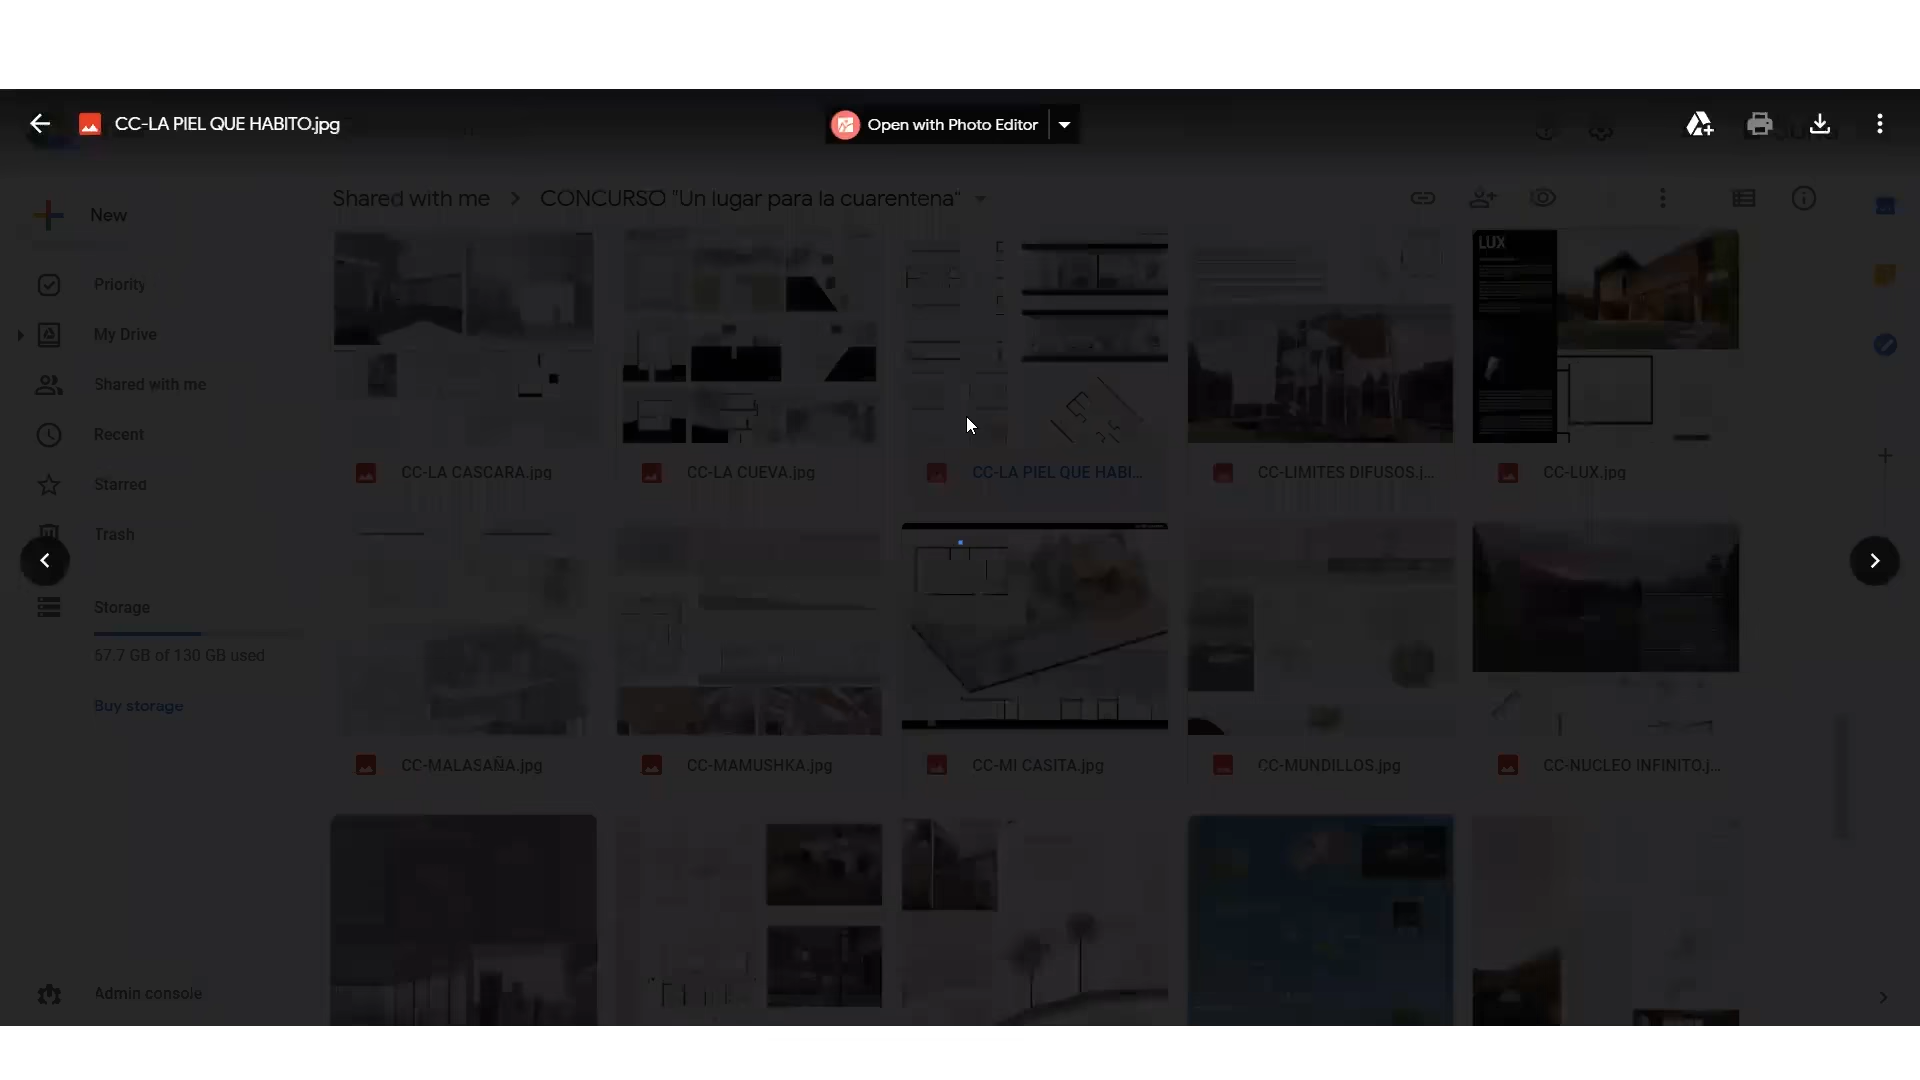 CC-LA PIEL QUE HABITO.jpg
Open with Photo Editor
New
Shared with me > CONCURSO "Un lugar para la cuarentena"
Priority
My Drive
Shared with me
Recent
Starred
Trash
Storage
67.7 GB of 130 GB used
Buy storage
Admin console
LUX
CC-LA CASCARA.jpg
CC-LA CUEVA.jpg
CC-LA PIEL QUE HABI...
CC-LIMITES DIFUSOS.j...
CC-LUX.jpg
CC-MALASAÑA.jpg
CC-MAMUSHKA.jpg
CC-MI CASITA.jpg
CC-MUNDILLOS.jpg
CC-NUCLEO INFINITO.j...